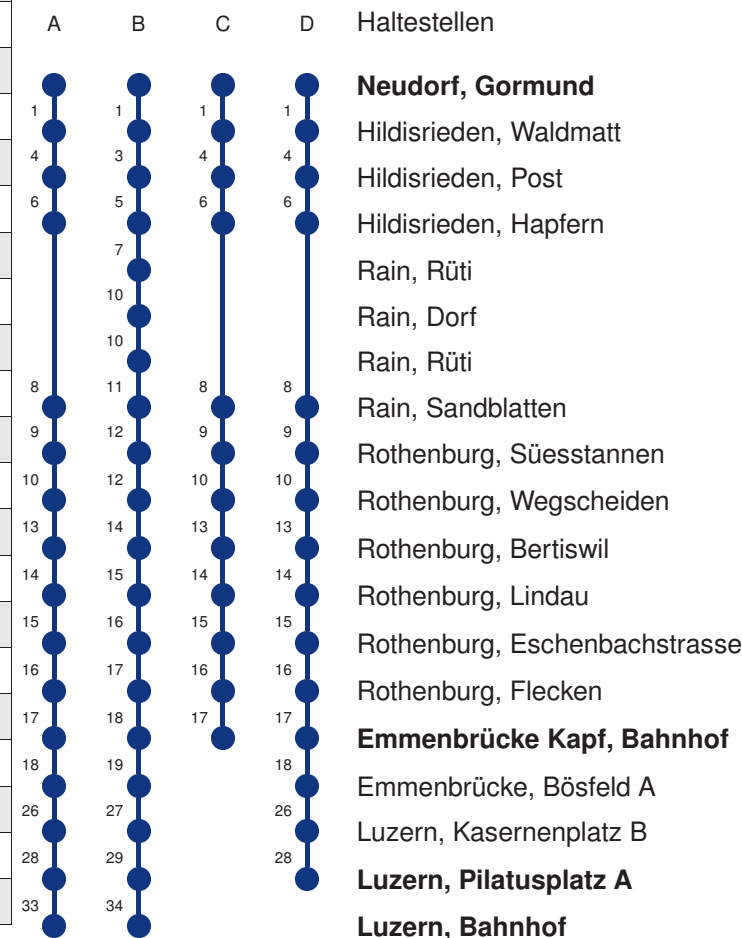 A B C D Haltestellen
Neudorf, Gormund
1 1 1 1 Hildisrieden, Waldmatt
4 3 4 4 Hildisrieden, Post
6 5 6 6 Hildisrieden, Hapfern
7 Rain, Rüti
10 Rain, Dorf
10 Rain, Rüti
8 11 8 8 Rain, Sandblatten
9 12 9 9 Rothenburg, Süesstannen
10 12 10 10 Rothenburg, Wegscheiden
13 14 13 13 Rothenburg, Bertiswil
14 15 14 14 Rothenburg, Lindau
15 16 15 15 Rothenburg, Eschenbachstrasse
16 17 16 16 Rothenburg, Flecken
17 18 17 17 Emmenbrücke Kapf, Bahnhof
18 19 18 Emmenbrücke, Bösfeld A
26 27 26 Luzern, Kasernenplatz B
28 29 28 Luzern, Pilatusplatz A
33 34 Luzern, Bahnhof